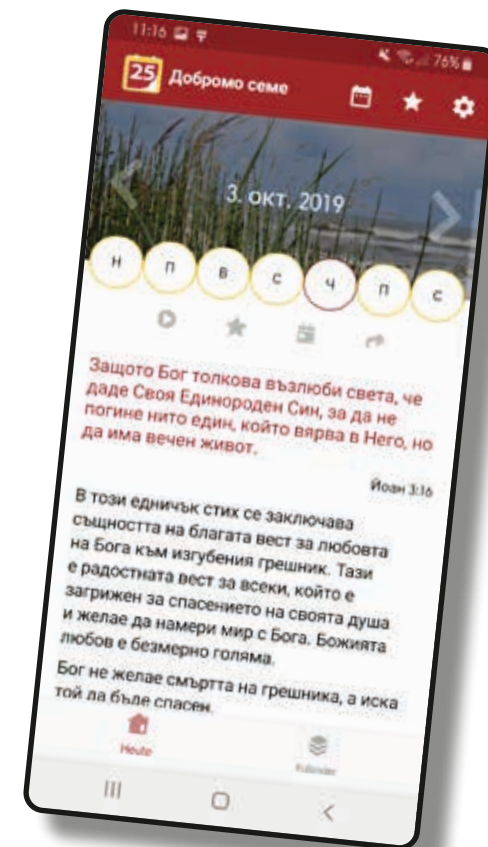 11:16 76%
25 Добромо семе
3. окт. 2019
н п в с ч п с
Защото Бог толкова възлюби света, че
даде Своя Единороден Син, за да не
погине нито един, който вярва в Него, но
да има вечен живот.
Йоан 3:16
В този едничък стих се заключава
същността на благата вест за любовта
на Бога към изгубения грешник. Тази
е радостната вест за всеки, който е
загрижен за спасението на своята душа
и желае да намери мир с Бога. Божията
любов е безмерно голяма.
Бог не желае смъртта на грешника, а иска
той да бъде спасен.
Heute Kalender